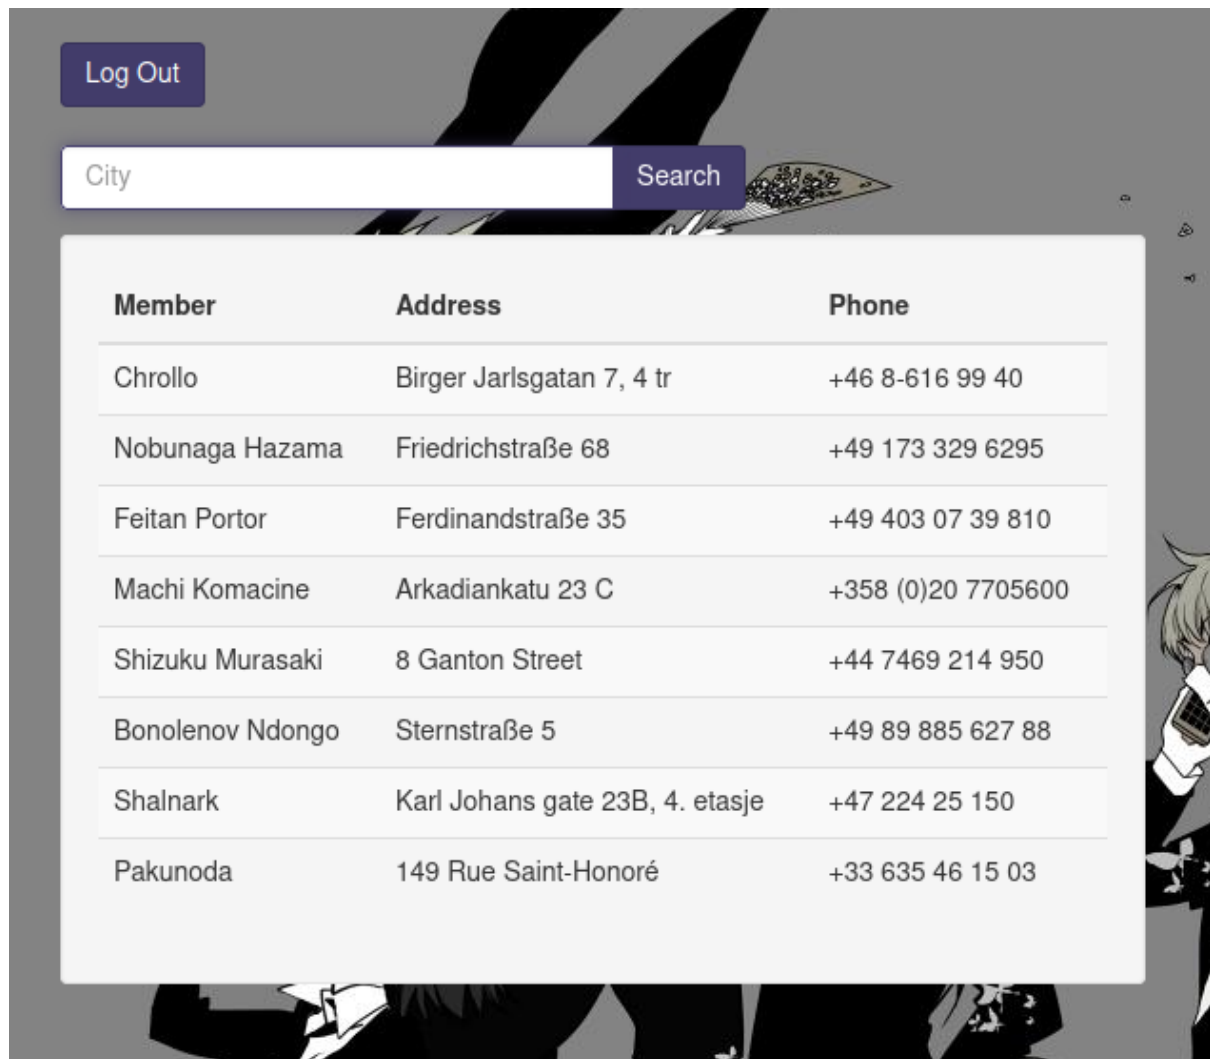 Log Out
City Search
Member Address Phone
Chrollo Birger Jarlsgatan 7, 4 tr +46 8-616 99 40
Nobunaga Hazama Friedrichstraße 68 +49 173 329 6295
Feitan Portor Ferdinandstraße 35 +49 403 07 39 810
Machi Komacine Arkadiankatu 23 C +358 (0)20 7705600
Shizuku Murasaki 8 Ganton Street +44 7469 214 950
Bonolenov Ndongo Sternstraße 5 +49 89 885 627 88
Shalnark Karl Johans gate 23B, 4. etasje +47 224 25 150
Pakunoda 149 Rue Saint-Honoré +33 635 46 15 03